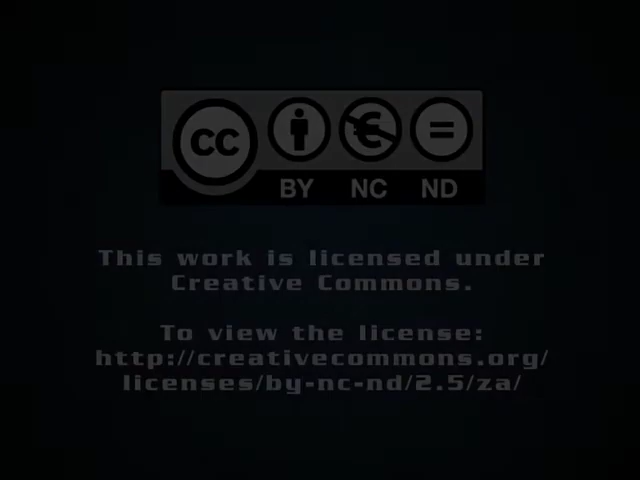 CC
BY NC ND
This work is licensed under
Creative Commons.
To view the license:
http://creativecommons.org/
licenses/by-nc-nd/2.5/za/